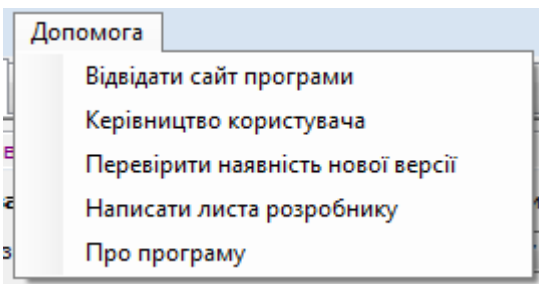 Допомога
Відвідати сайт програми
Керівництво користувача
Перевірити наявність нової версії
Написати листа розробнику
Про програму